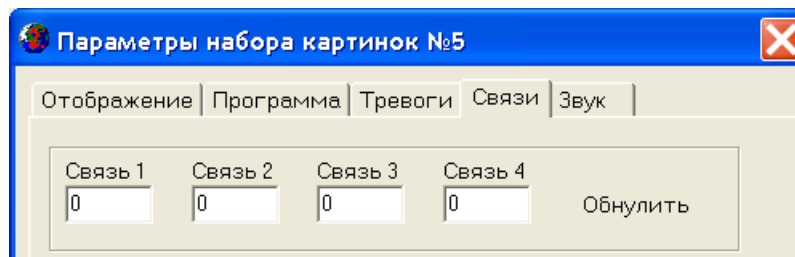 Параметры набора картинок №5
Отображение Программа Тревоги Связи Звук
Связь 1 Связь 2 Связь 3 Связь 4
0 0 0 0 Обнулить